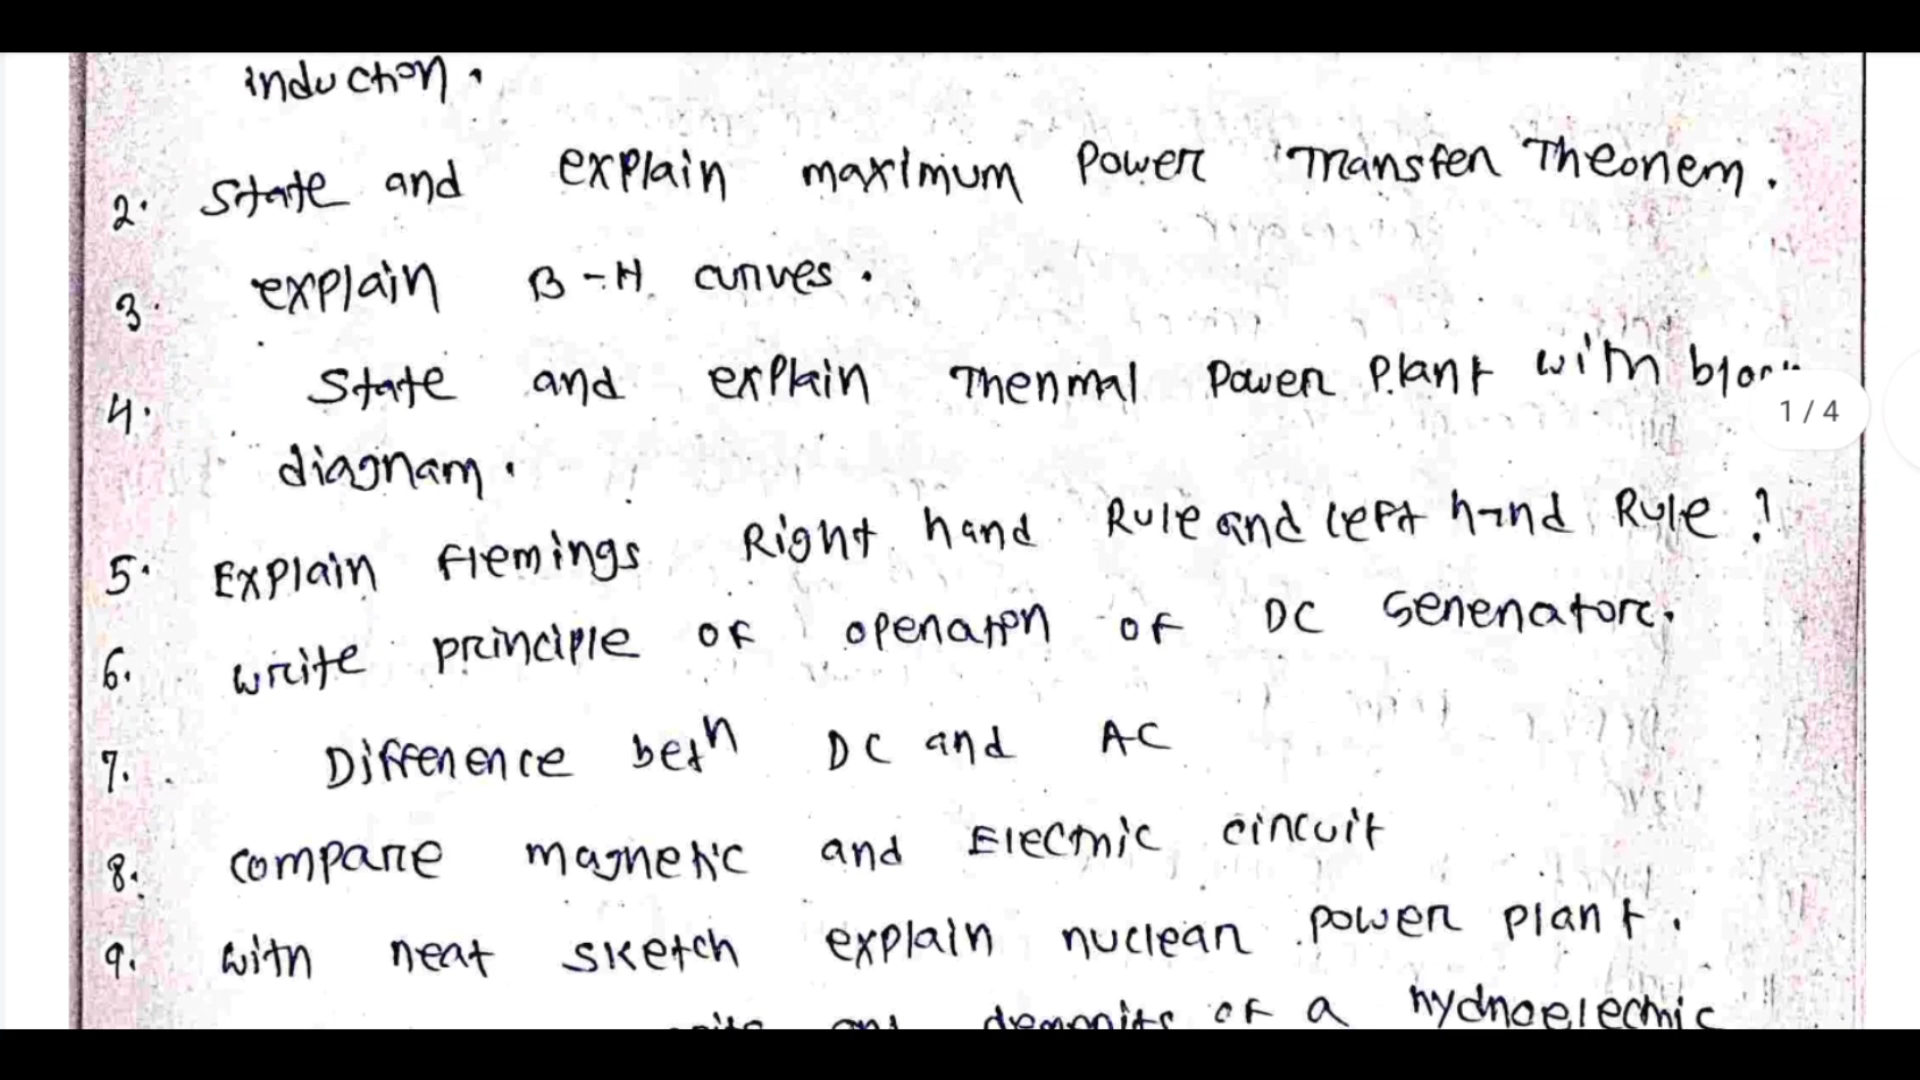 induction.
2. State and explain maximum Power Transfer Theorem.
3. explain B-H curves.
4. State and explain Thermal Power Plant with
1 / 4
diagram.
5. Explain flemings Right hand Rule and left hand Rule ?
6. write principle of operation of DC Generator.
7. Difference betn DC and AC
8. compare magnetic and Electric circuit
9. with neat sketch explain nuclear power plant.
demerits of a hydroelectric